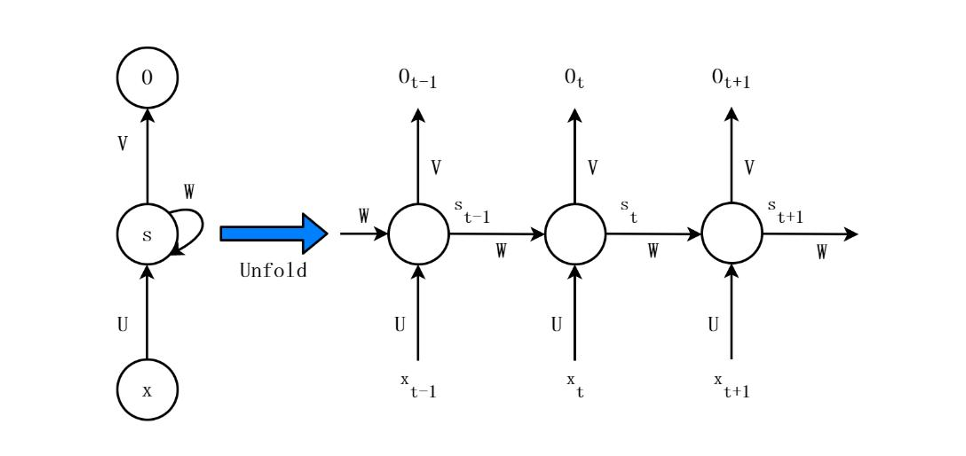 O
V
W
s
U
x
Unfold
O_{t-1} O_t O_{t+1}
V V V
W s_{t-1} s_t s_{t+1}
W W W
U U U
x_{t-1} x_t x_{t+1}